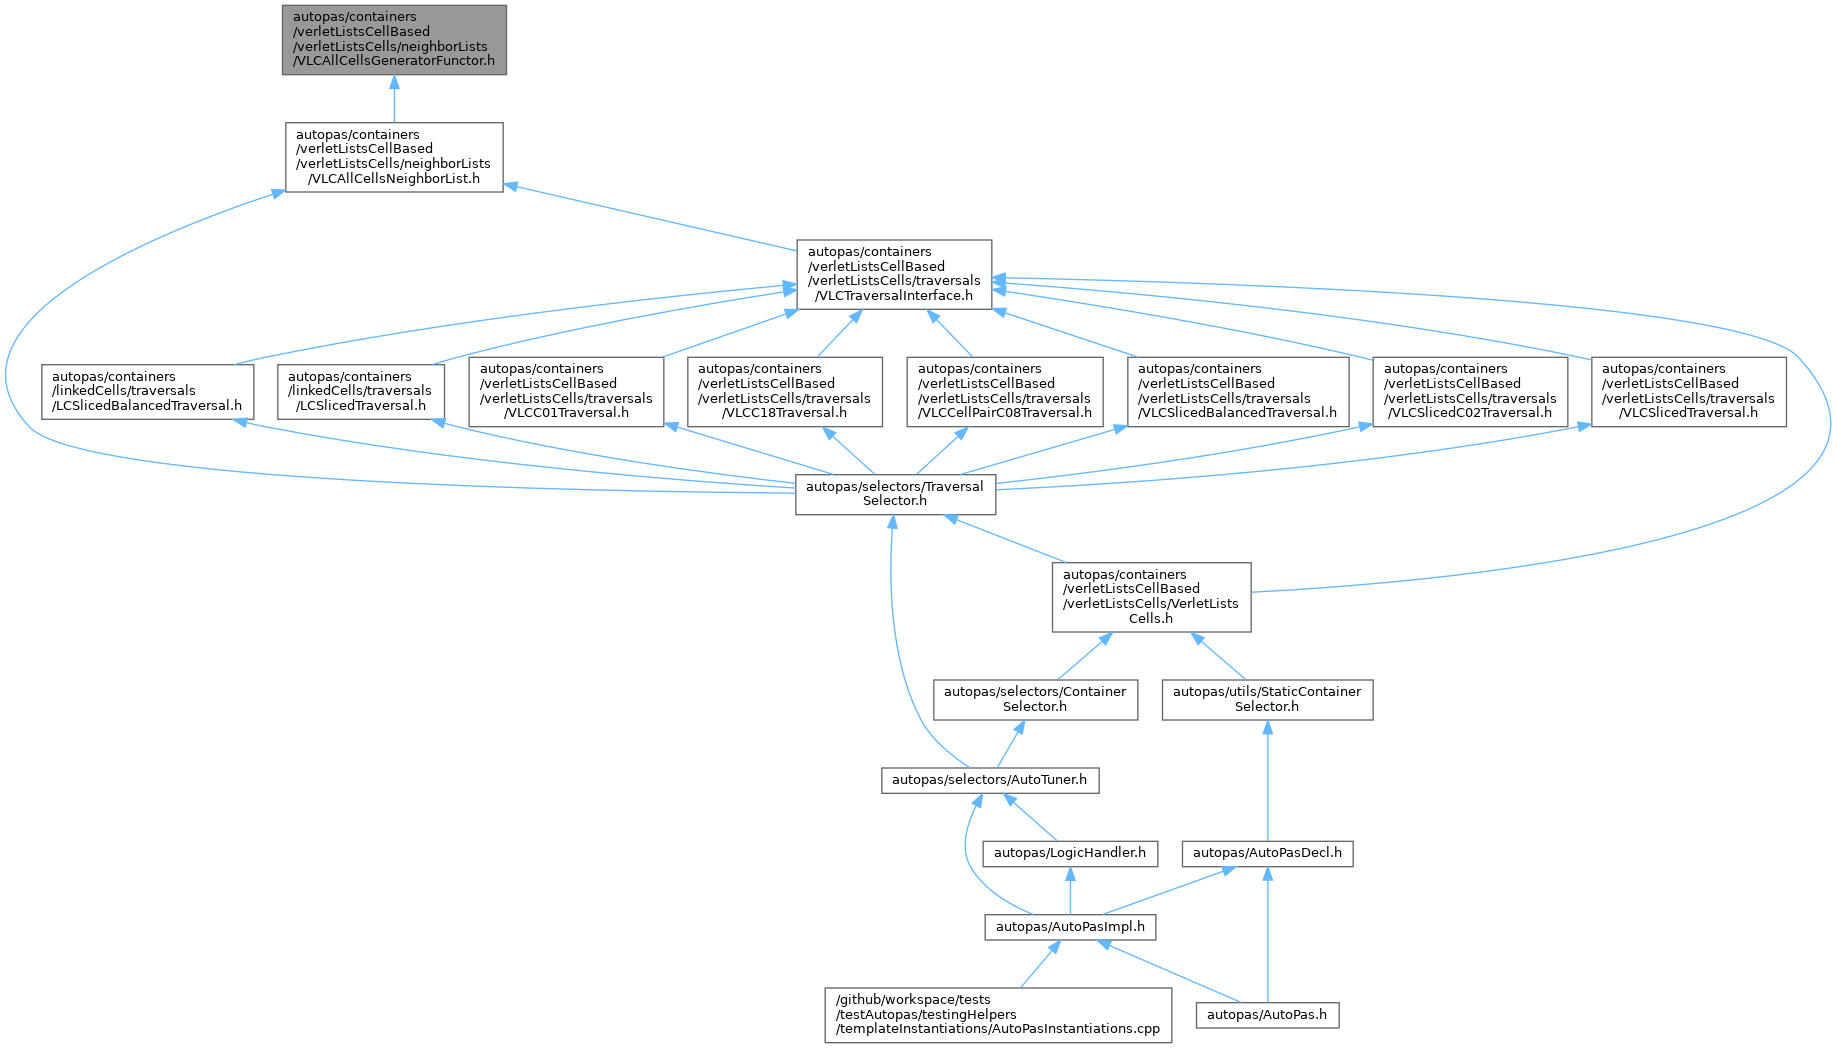 autopas/containers
/verletListsCellBased
/verletListsCells/neighborLists
/VLCAllCellsGeneratorFunctor.h
autopas/containers
/verletListsCellBased
/verletListsCells/neighborLists
/VLCAllCellsNeighborList.h
autopas/containers
/verletListsCellBased
/verletListsCells/traversals
/VLCTraversalInterface.h
autopas/containers
/linkedCells/traversals
/LCSlicedBalancedTraversal.h
autopas/containers
/linkedCells/traversals
/LCSlicedTraversal.h
autopas/containers
/verletListsCellBased
/verletListsCells/traversals
/VLCC01Traversal.h
autopas/containers
/verletListsCellBased
/verletListsCells/traversals
/VLCC18Traversal.h
autopas/containers
/verletListsCellBased
/verletListsCells/traversals
/VLCCellPairC08Traversal.h
autopas/containers
/verletListsCellBased
/verletListsCells/traversals
/VLCSlicedBalancedTraversal.h
autopas/containers
/verletListsCellBased
/verletListsCells/traversals
/VLCSlicedC02Traversal.h
autopas/containers
/verletListsCellBased
/verletListsCells/traversals
/VLCSlicedTraversal.h
autopas/selectors/Traversal
Selector.h
autopas/containers
/verletListsCellBased
/verletListsCells/VerletLists
Cells.h
autopas/selectors/Container
Selector.h
autopas/utils/StaticContainer
Selector.h
autopas/selectors/AutoTuner.h
autopas/LogicHandler.h
autopas/AutoPasDecl.h
autopas/AutoPasImpl.h
/github/workspace/tests
/testAutopas/testingHelpers
/templateInstantiations/AutoPasInstantiations.cpp
autopas/AutoPas.h